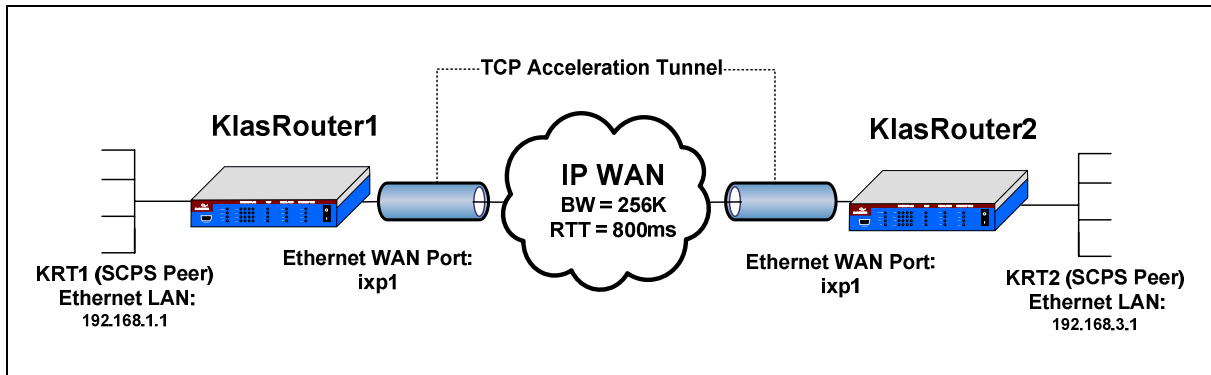 TCP Acceleration Tunnel
KlasRouter1
KlasRouter2
IP WAN
BW = 256K
RTT = 800ms
Ethernet WAN Port:
ixp1
Ethernet WAN Port:
ixp1
KRT1 (SCPS Peer)
Ethernet LAN:
192.168.1.1
KRT2 (SCPS Peer)
Ethernet LAN:
192.168.3.1